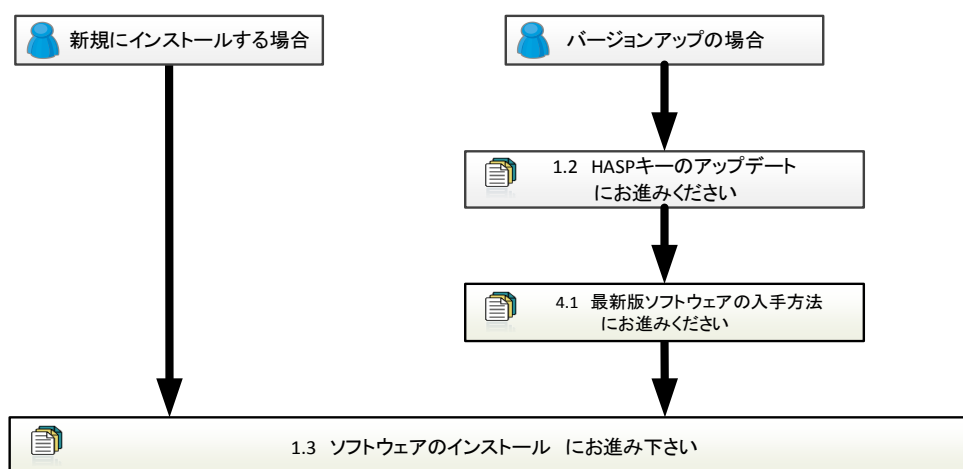 新規にインストールする場合
バージョンアップの場合
1.2 HASPキーのアップデート
にお進みください
4.1 最新版ソフトウェアの入手方法
にお進みください
1.3 ソフトウェアのインストール にお進み下さい